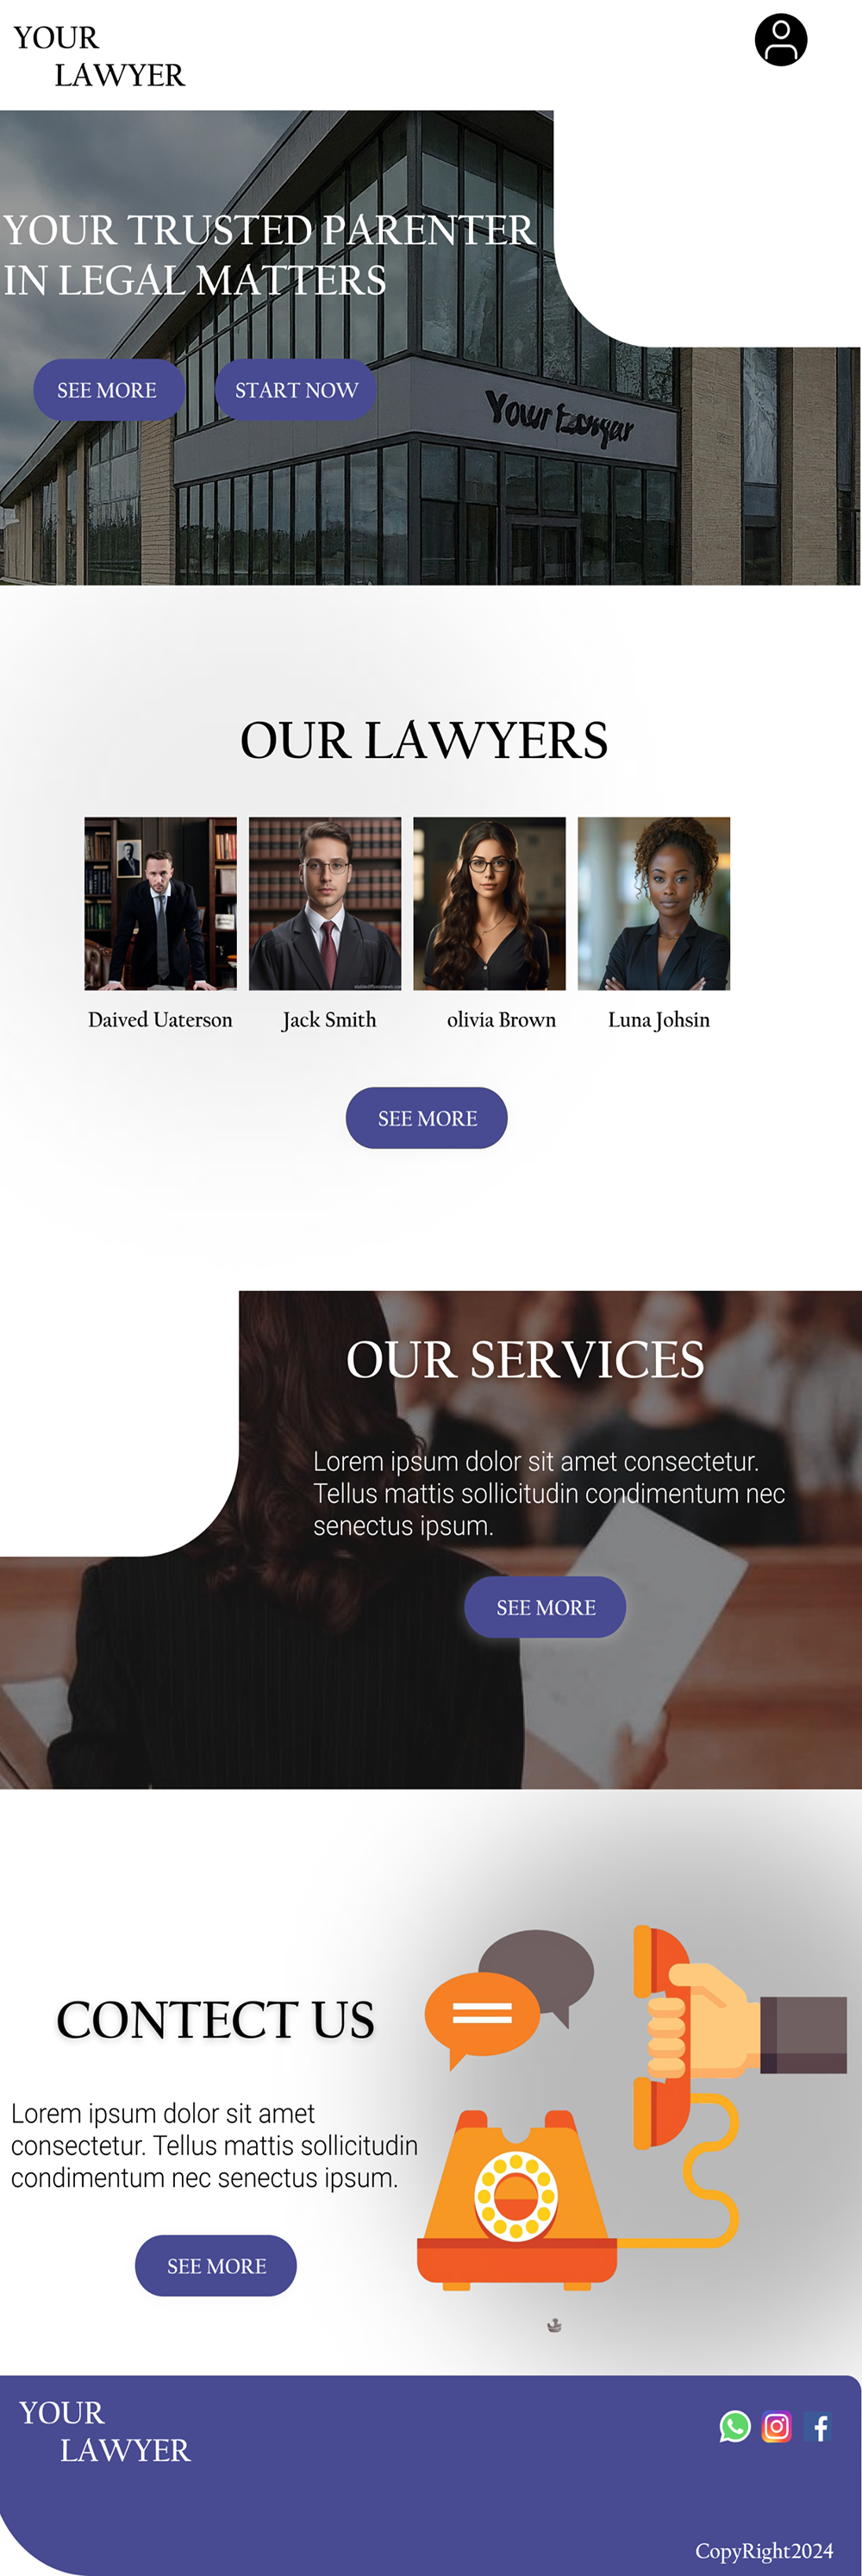 YOUR
LAWYER
YOUR TRUSTED PARENTER
IN LEGAL MATTERS
SEE MORE
START NOW
Your
OUR LAWYERS
Daived Uaterson
Jack Smith
olivia Brown
Luna Johsin
SEE MORE
OUR SERVICES
Lorem ipsum dolor sit amet consectetur.
Tellus mattis sollicitudin condimentum nec
senectus ipsum.
SEE MORE
CONTECT US
Lorem ipsum dolor sit amet
consectetur. Tellus mattis sollicitudin
condimentum nec senectus ipsum.
SEE MORE
YOUR
LAWYER
CopyRight2024